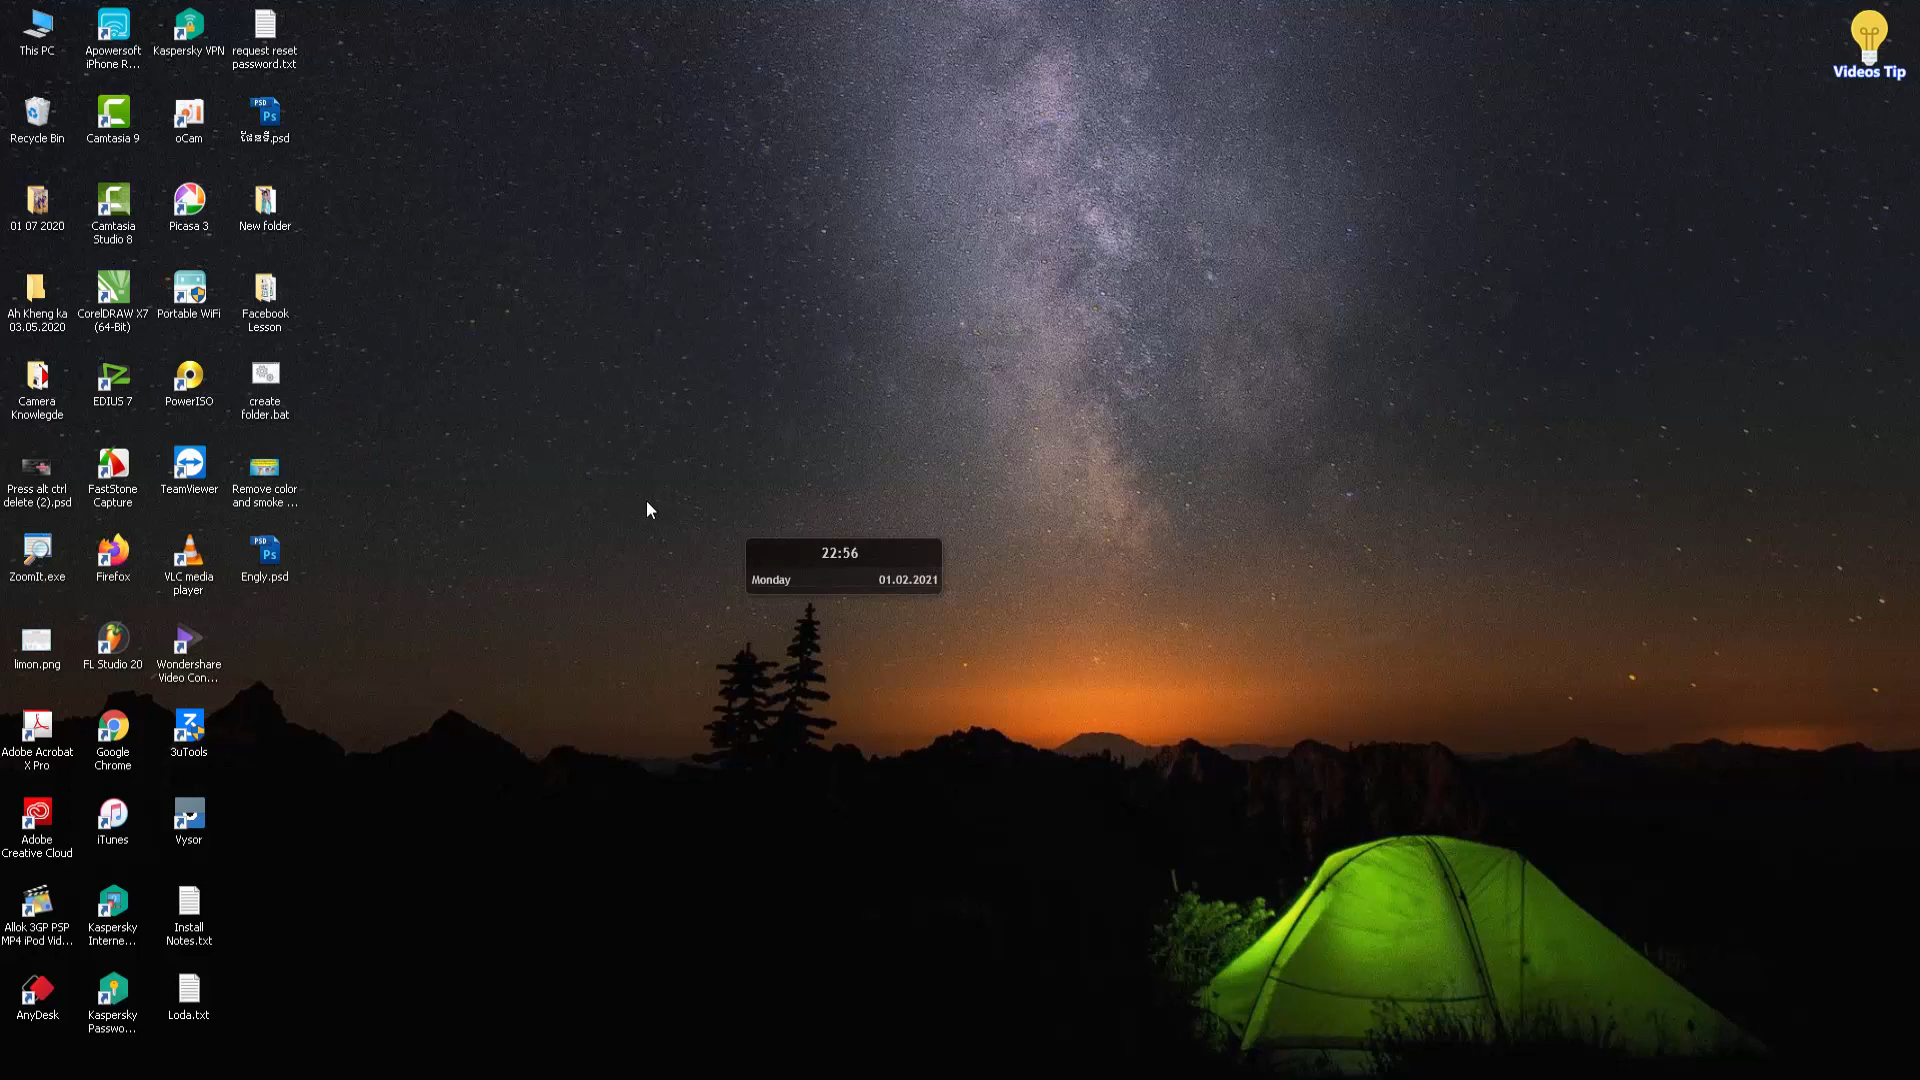 This PC
Apowersoft
iPhone R...
Kaspersky VPN
request reset
password.txt
Recycle Bin
Camtasia 9
oCam
ផែនទី.psd
01 07 2020
Camtasia
Studio 8
Picasa 3
New folder
Ah Kheng ka
03.05.2020
CorelDRAW X7
(64-Bit)
Portable WiFi
Facebook
Lesson
Camera
Knowlegde
EDIUS 7
PowerISO
create
folder.bat
Press alt ctrl
delete (2).psd
FastStone
Capture
TeamViewer
Remove color
and smoke ...
ZoomIt.exe
Firefox
VLC media
player
Engly.psd
limon.png
FL Studio 20
Wondershare
Video Con...
Adobe Acrobat
X Pro
Google
Chrome
3uTools
Adobe
Creative Cloud
iTunes
Vysor
Allok 3GP PSP
MP4 iPod Vid...
Kaspersky
Interne...
Install
Notes.txt
AnyDesk
Kaspersky
Passwo...
Loda.txt
22:56
Monday 01.02.2021
Videos Tip